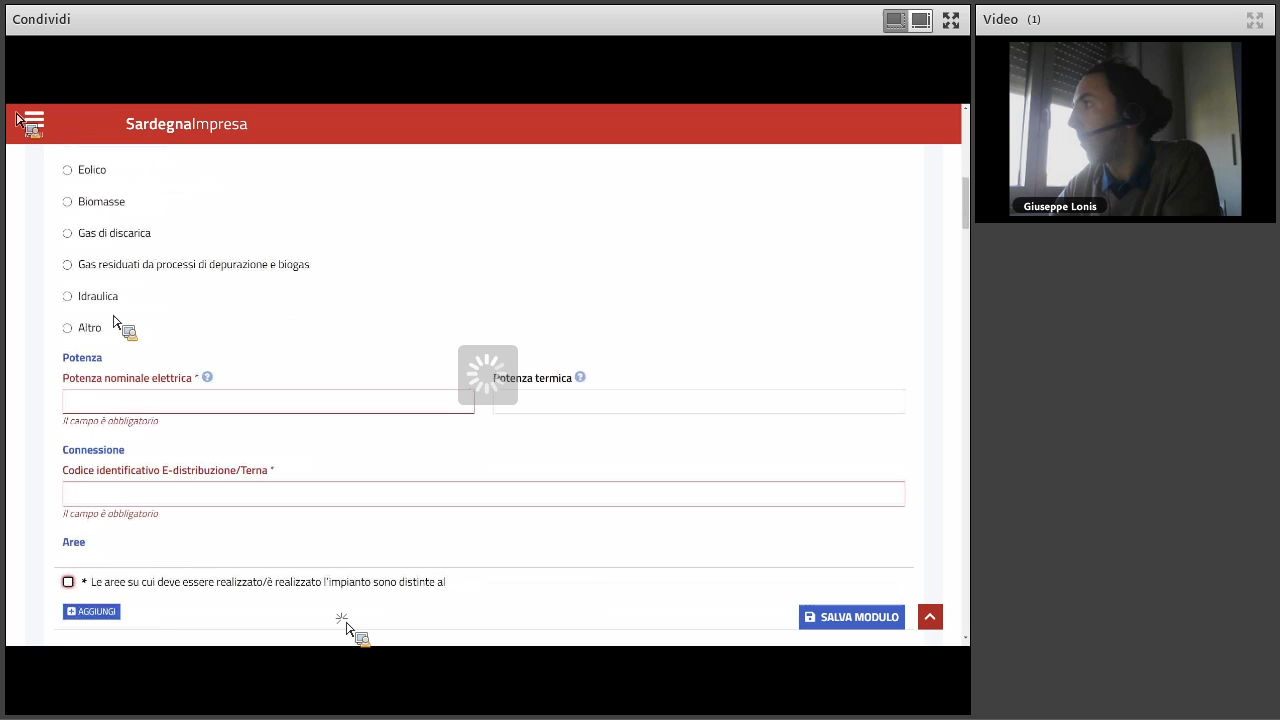 Condividi
Video (1)
SardegnaImpresa
Giuseppe Lonis
Eolico
Biomasse
Gas di discarica
Gas residuati da processi di depurazione e biogas
Idraulica
Altro
Potenza
Potenza nominale elettrica * ?
Potenza termica ?
Il campo è obbligatorio
Connessione
Codice identificativo E-distribuzione/Terna *
Il campo è obbligatorio
Aree
* Le aree su cui deve essere realizzato/è realizzato l'impianto sono distinte al
AGGIUNGI
SALVA MODULO